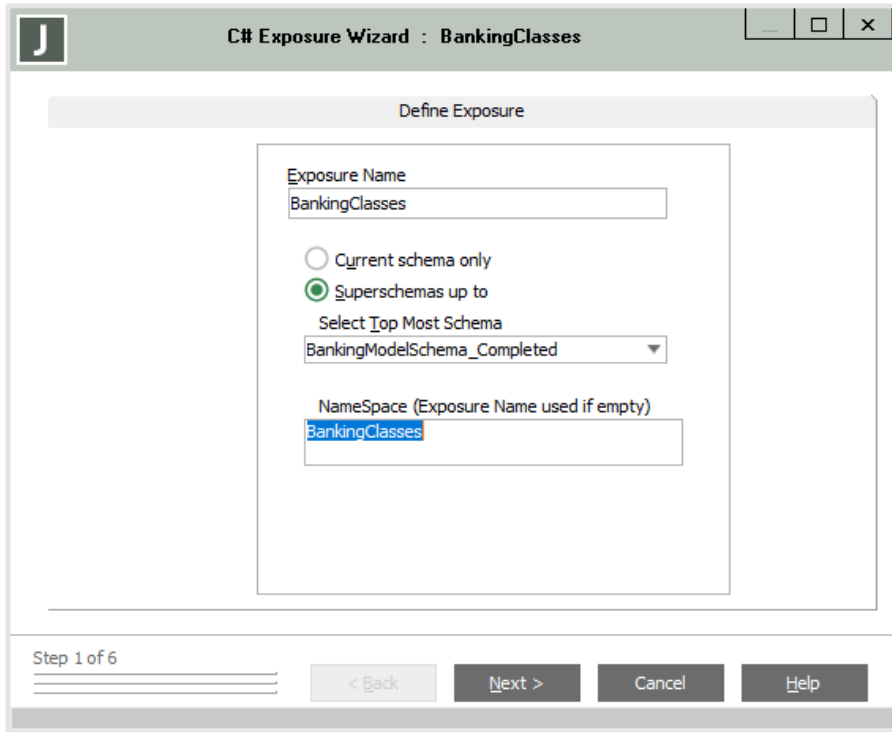 J
C# Exposure Wizard : BankingClasses
Define Exposure
Exposure Name
BankingClasses
Current schema only
Superschemas up to
Select Top Most Schema
BankingModelSchema_Completed
NameSpace (Exposure Name used if empty)
BankingClasses
Step 1 of 6
< Back
Next >
Cancel
Help